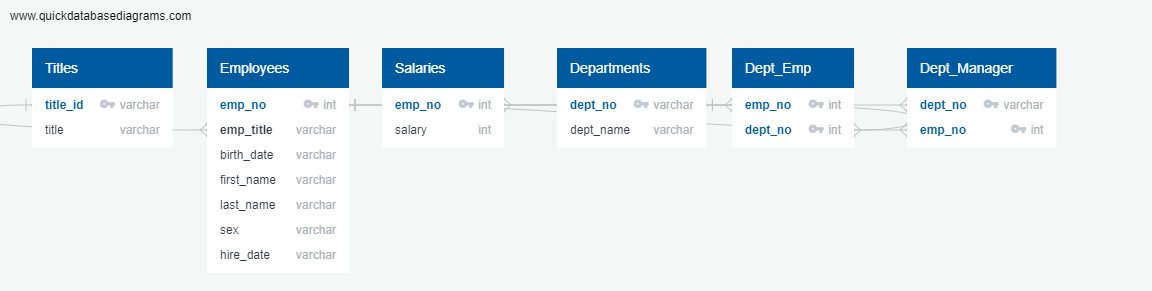 www.quickdatabasediagrams.com
Titles
title_id varchar
title varchar
Employees
emp_no int
emp_title varchar
birth_date varchar
first_name varchar
last_name varchar
sex varchar
hire_date varchar
Salaries
emp_no int
salary int
Departments
dept_no varchar
dept_name varchar
Dept_Emp
emp_no int
dept_no int
Dept_Manager
dept_no varchar
emp_no int